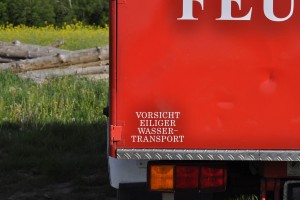 FEU
VORSICHT
EILIGER
WASSER–
TRANSPORT